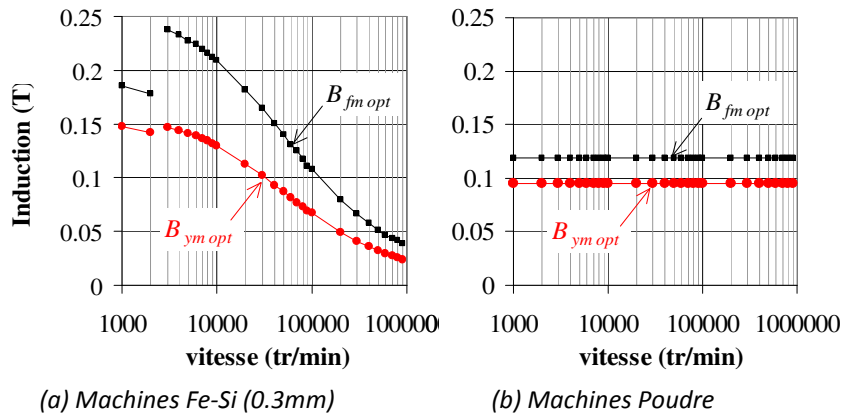 Induction (T)
0.25
0.2
0.15
0.1
0.05
0
B fm opt
B ym opt
1000 10000 100000 100000
vitesse (tr/min)
(a) Machines Fe-Si (0.3mm)
0.25
0.2
0.15
0.1
0.05
0
B fm opt
B ym opt
1000 10000 100000 1000000
vitesse (tr/min)
(b) Machines Poudre